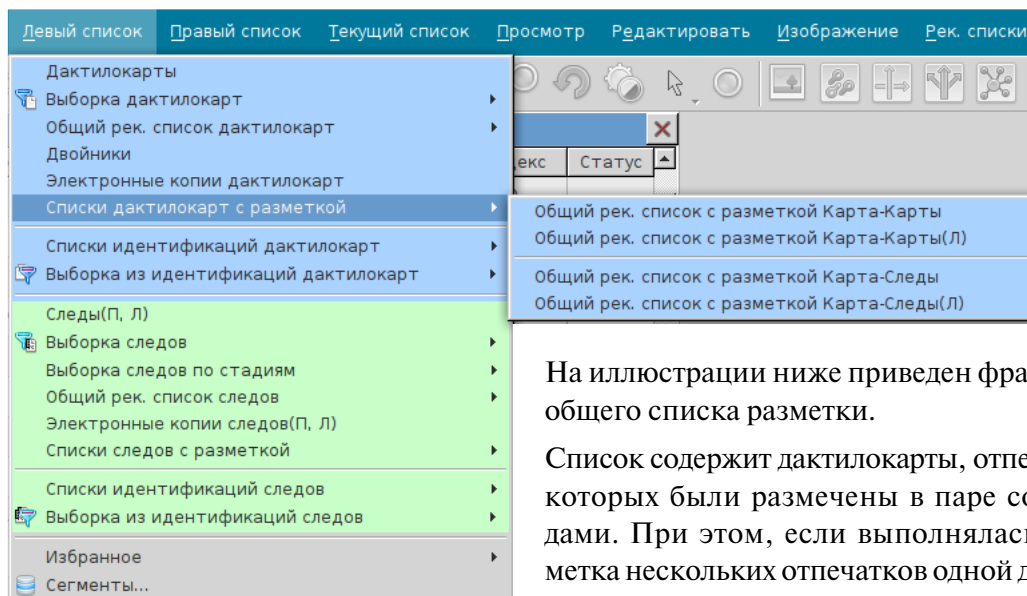 Левый список Правый список Текущий список Просмотр Редактировать Изображение Рек. списки
Дактилокарты
Выборка дактилокарт
Общий рек. список дактилокарт
Двойники
Электронные копии дактилокарт
Списки дактилокарт с разметкой
Списки идентификаций дактилокарт
Выборка из идентификаций дактилокарт
Следы(П, Л)
Выборка следов
Выборка следов по стадиям
Общий рек. список следов
Электронные копии следов(П, Л)
Списки следов с разметкой
Списки идентификаций следов
Выборка из идентификаций следов
Избранное
Сегменты...
екс Статус
Общий рек. список с разметкой Карта-Карты
Общий рек. список с разметкой Карта-Карты(Л)
Общий рек. список с разметкой Карта-Следы
Общий рек. список с разметкой Карта-Следы(Л)
На иллюстрации ниже приведен фра
общего списка разметки.
Список содержит дактилокарты, отпе
которых были размечены в паре со
дами. При этом, если выполнялась
метка нескольких отпечатков одной д